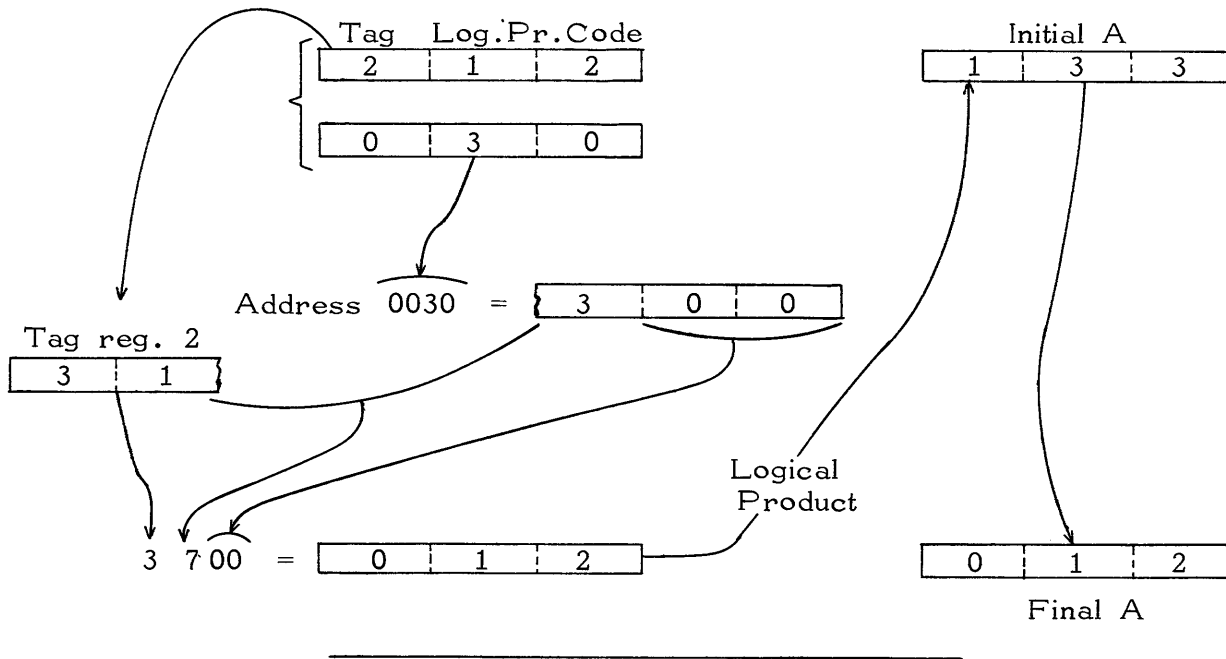 Tag Log.Pr.Code
2 1 2
0 3 0
Initial A
1 3 3
Address 0030 = 3 0 0
Tag reg. 2
3 1
Logical
Product
3 7 00 = 0 1 2
0 1 2
Final A